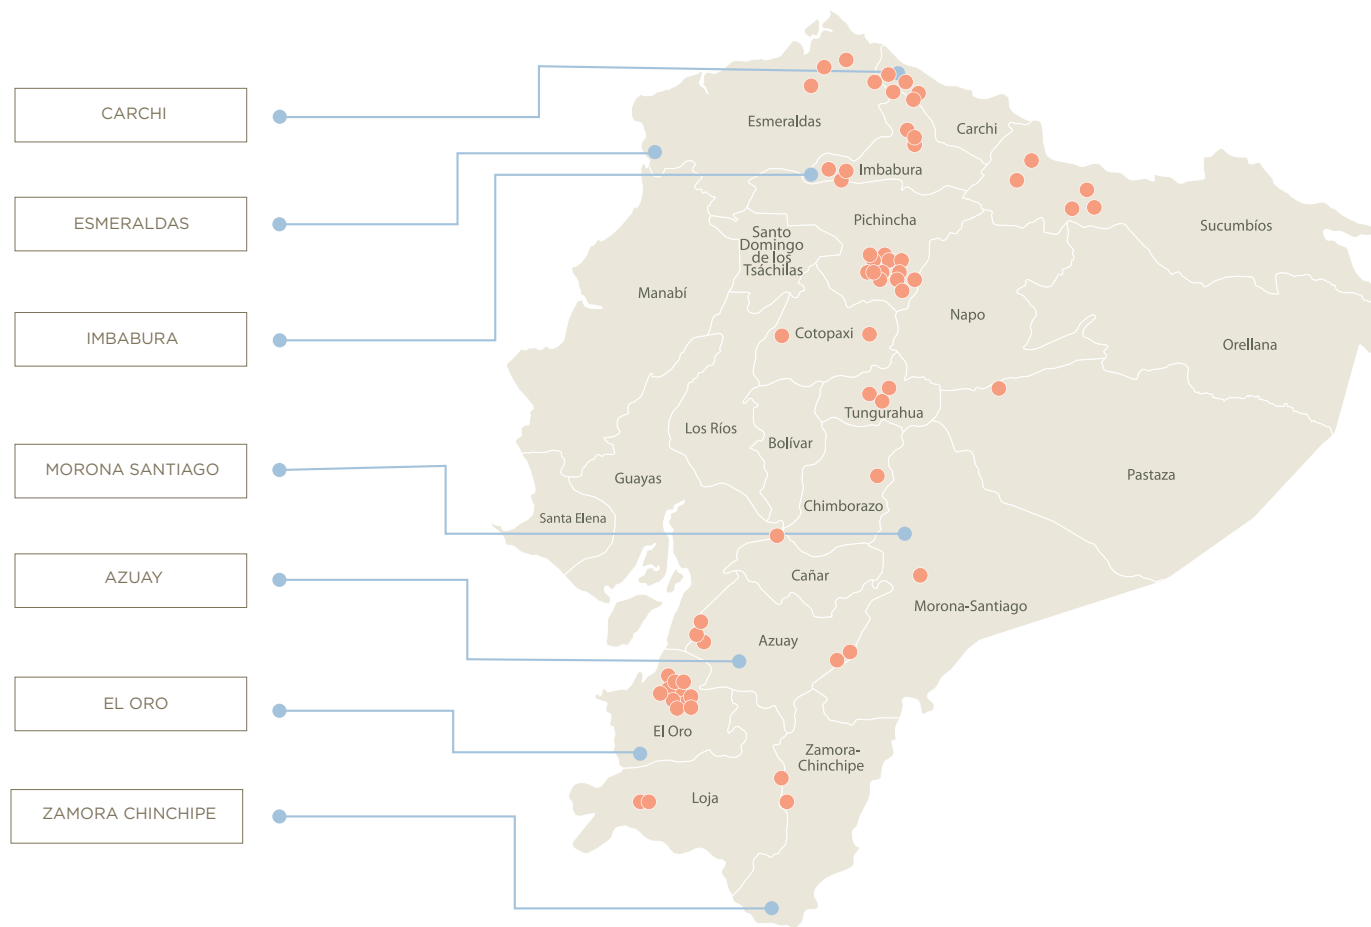 CARCHI
ESMERALDAS
IMBABURA
MORONA SANTIAGO
AZUAY
EL ORO
ZAMORA CHINCHIPE
Esmeraldas
Carchi
Imbabura
Pichincha
Sucumbíos
Santo
Domingo
de los
Tsáchilas
Manabí
Napo
Cotopaxi
Orellana
Tungurahua
Los Ríos
Bolívar
Pastaza
Guayas
Chimborazo
Santa Elena
Cañar
Morona-Santiago
Azuay
El Oro
Zamora-
Chinchipe
Loja